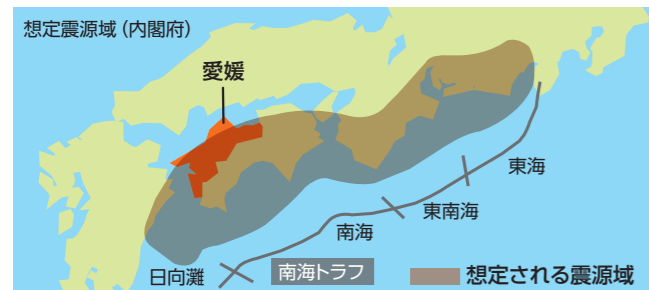 想定震源域（内閣府）
愛媛
東海
東南海
南海
日向灘
南海トラフ
想定される震源域